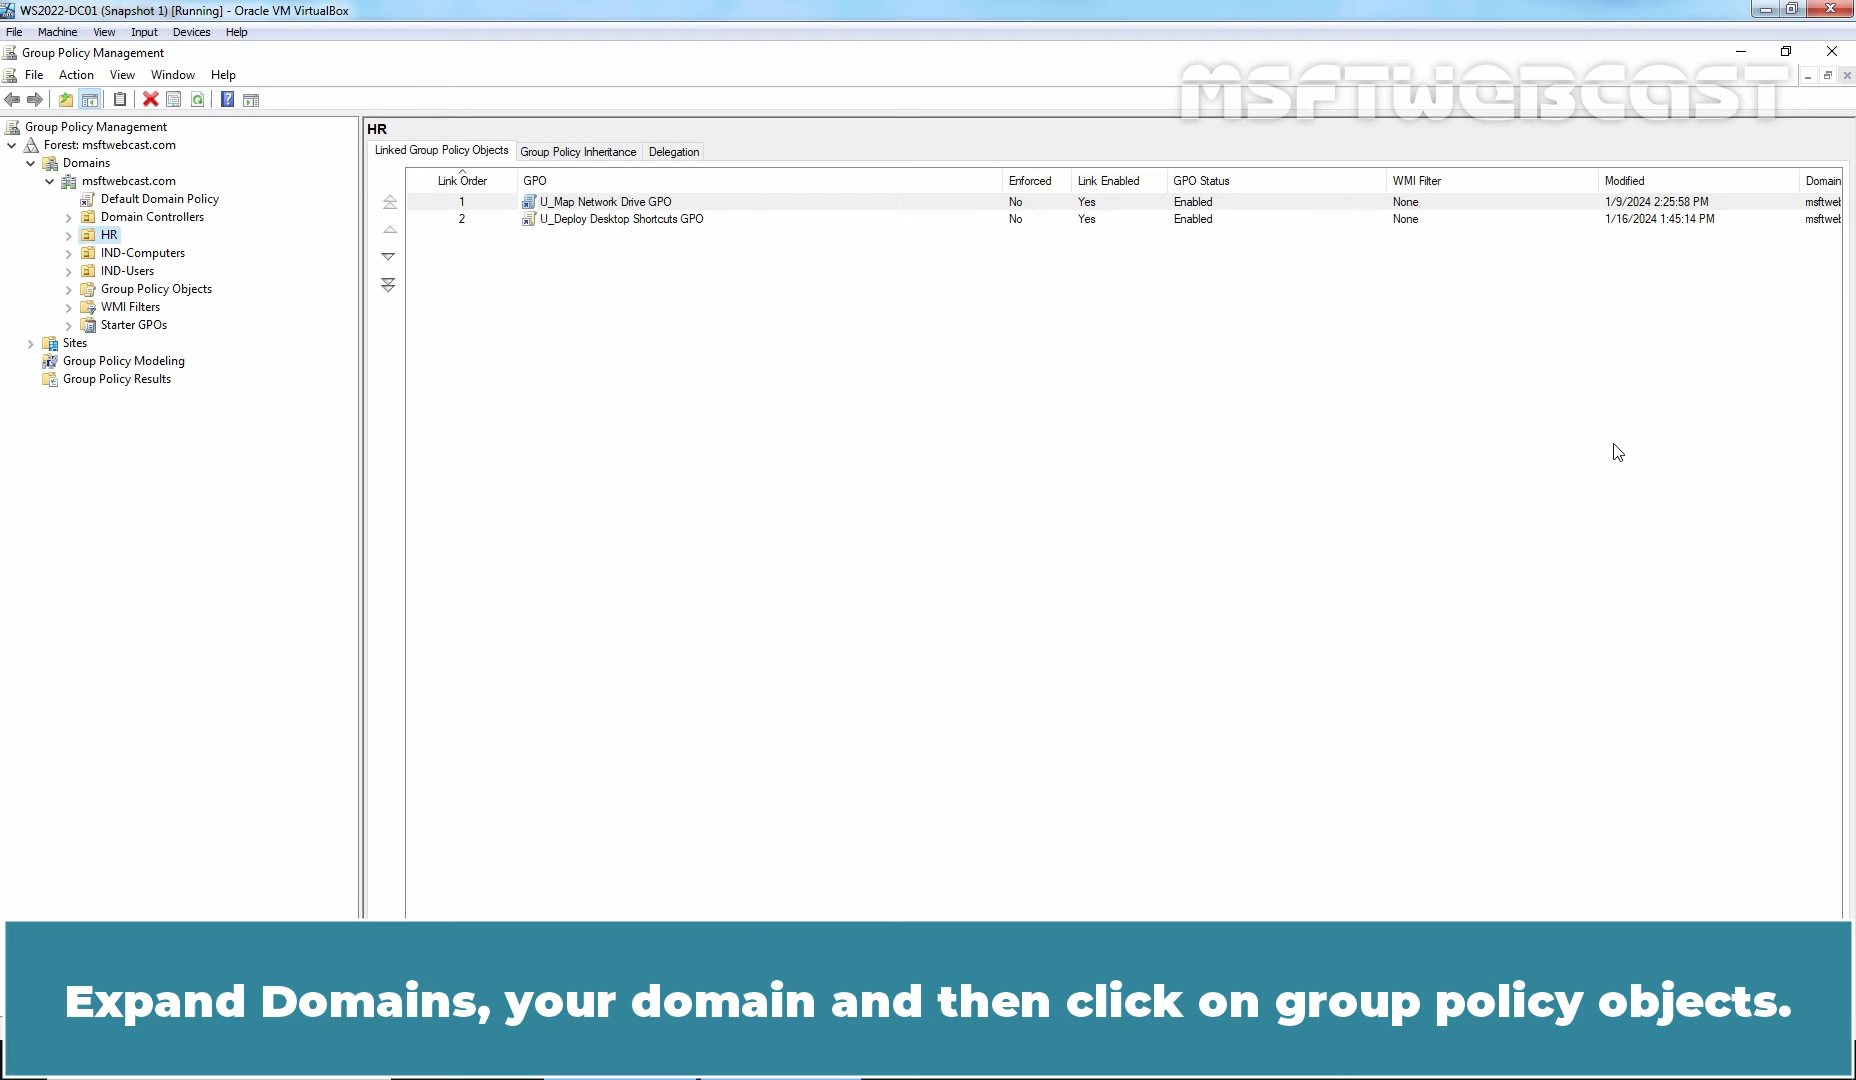 WS2022-DC01 (Snapshot 1) [Running] - Oracle VM VirtualBox
File Machine View Input Devices Help
Group Policy Management
File Action View Window Help
MSFTWEBCAST
Group Policy Management
Forest: msftwebcast.com
Domains
msftwebcast.com
Default Domain Policy
Domain Controllers
HR
IND-Computers
IND-Users
Group Policy Objects
WMI Filters
Starter GPOs
Sites
Group Policy Modeling
Group Policy Results
HR
Linked Group Policy Objects Group Policy Inheritance Delegation
Link Order GPO Enforced Link Enabled GPO Status WMI Filter Modified Domain
1 U_Map Network Drive GPO No Yes Enabled None 1/9/2024 2:25:58 PM msftweb
2 U_Deploy Desktop Shortcuts GPO No Yes Enabled None 1/16/2024 1:45:14 PM msftweb
Expand Domains, your domain and then click on group policy objects.